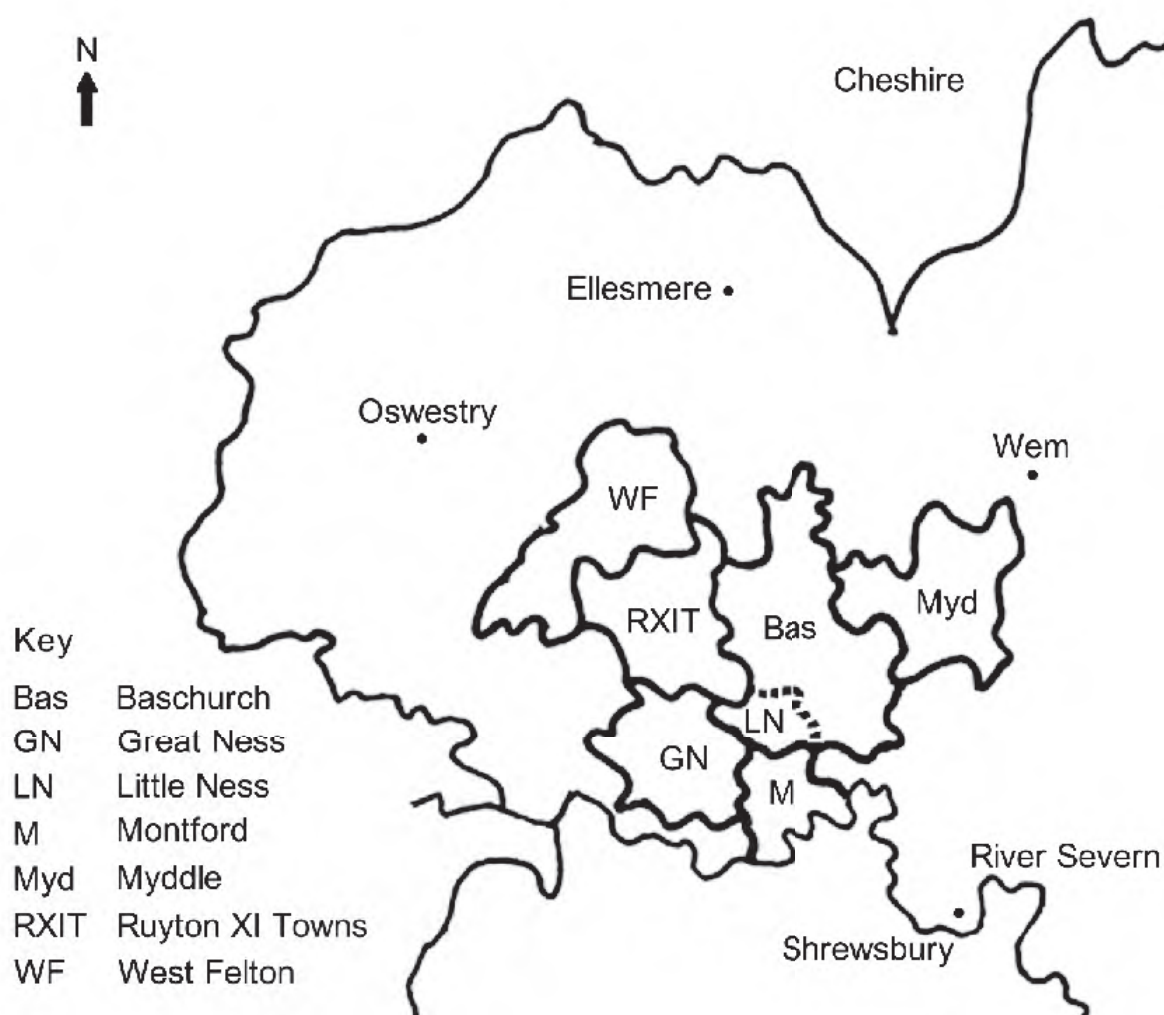 N
Cheshire
Ellesmere
Oswestry
Wem
WF
RXIT
Bas
Myd
LN
GN
M
River Severn
Shrewsbury
Key
Bas Baschurch
GN Great Ness
LN Little Ness
M Montford
Myd Myddle
RXIT Ruyton XI Towns
WF West Felton